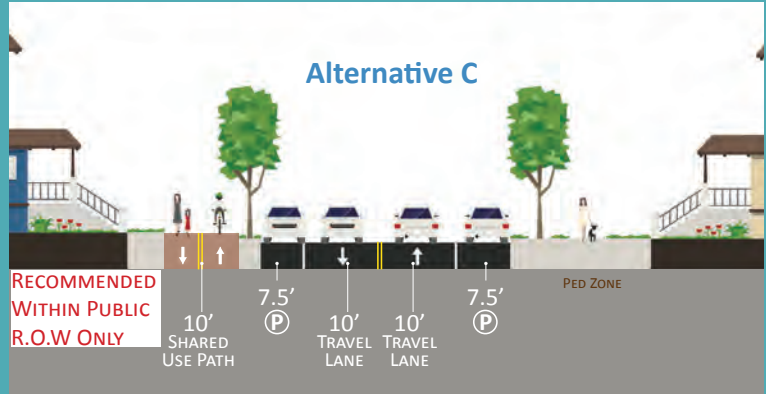 Alternative C
RECOMMENDED
WITHIN PUBLIC
R.O.W ONLY
10’
SHARED
USE PATH
7.5’
P
10’
TRAVEL
LANE
10’
TRAVEL
LANE
7.5’
P
PED ZONE